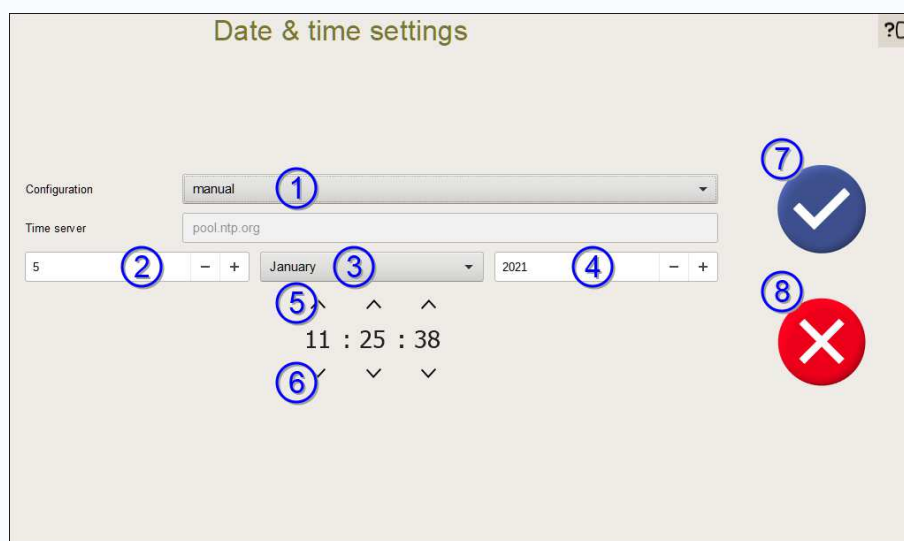 Date & time settings
?
7
Configuration
manual
1
Time server
pool.ntp.org
5
2
− +
January
3
2021
4
− +
8
5
11 : 25 : 38
6